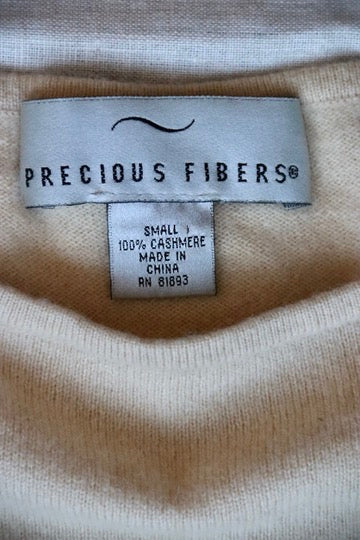 PRECIOUS FIBERS®
SMALL
100% CASHMERE
MADE IN
CHINA
RN 81893